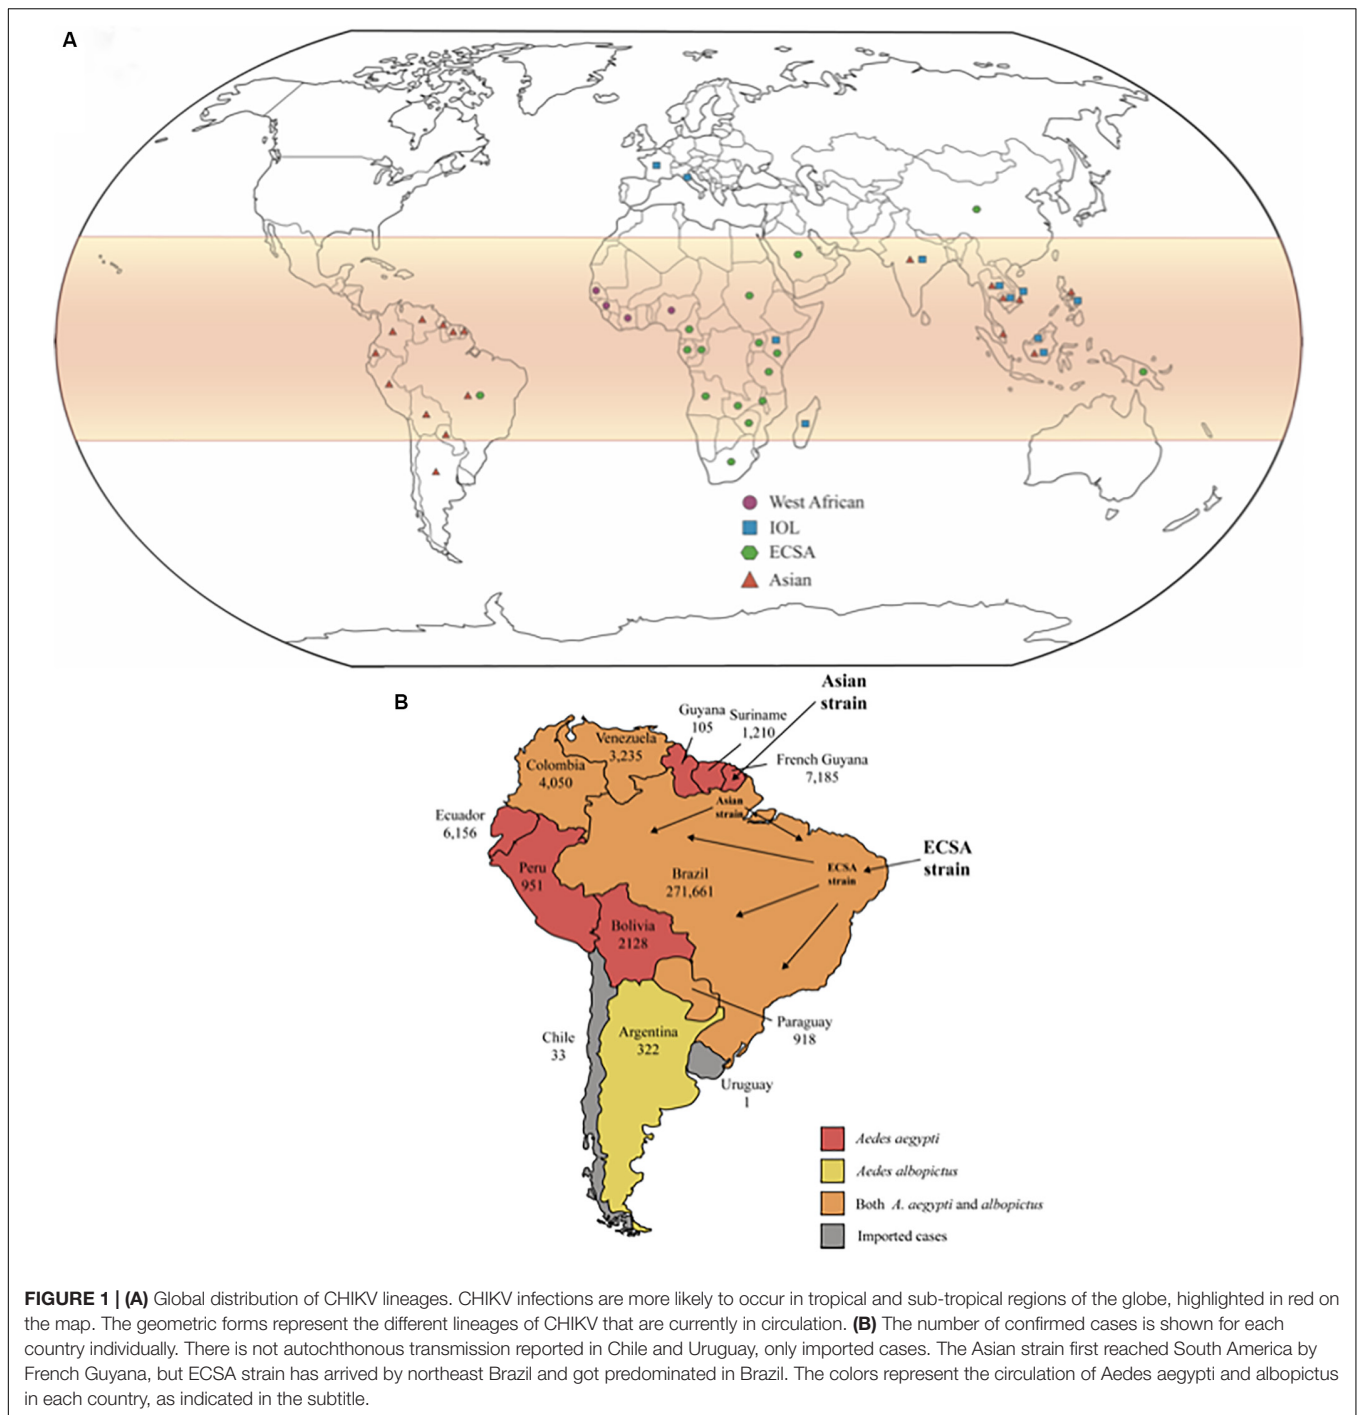 A
West African
IOL
ECSA
Asian
B
Asian
strain
Guyana
105
Suriname
1,210
Venezuela
3,235
French Guyana
7,185
Colombia
4,050
Asian
strain
Ecuador
6,156
ECSA
strain
Peru
951
Brazil
271,661
ECSA
strain
Bolivia
2128
Paraguay
918
Argentina
322
Chile
33
Uruguay
1
Aedes aegypti
Aedes albopictus
Both A. aegypti and albopictus
Imported cases
FIGURE 1 | (A) Global distribution of CHIKV lineages. CHIKV infections are more likely to occur in tropical and sub-tropical regions of the globe, highlighted in red on
the map. The geometric forms represent the different lineages of CHIKV that are currently in circulation. (B) The number of confirmed cases is shown for each
country individually. There is not autochthonous transmission reported in Chile and Uruguay, only imported cases. The Asian strain first reached South America by
French Guyana, but ECSA strain has arrived by northeast Brazil and got predominated in Brazil. The colors represent the circulation of Aedes aegypti and albopictus
in each country, as indicated in the subtitle.